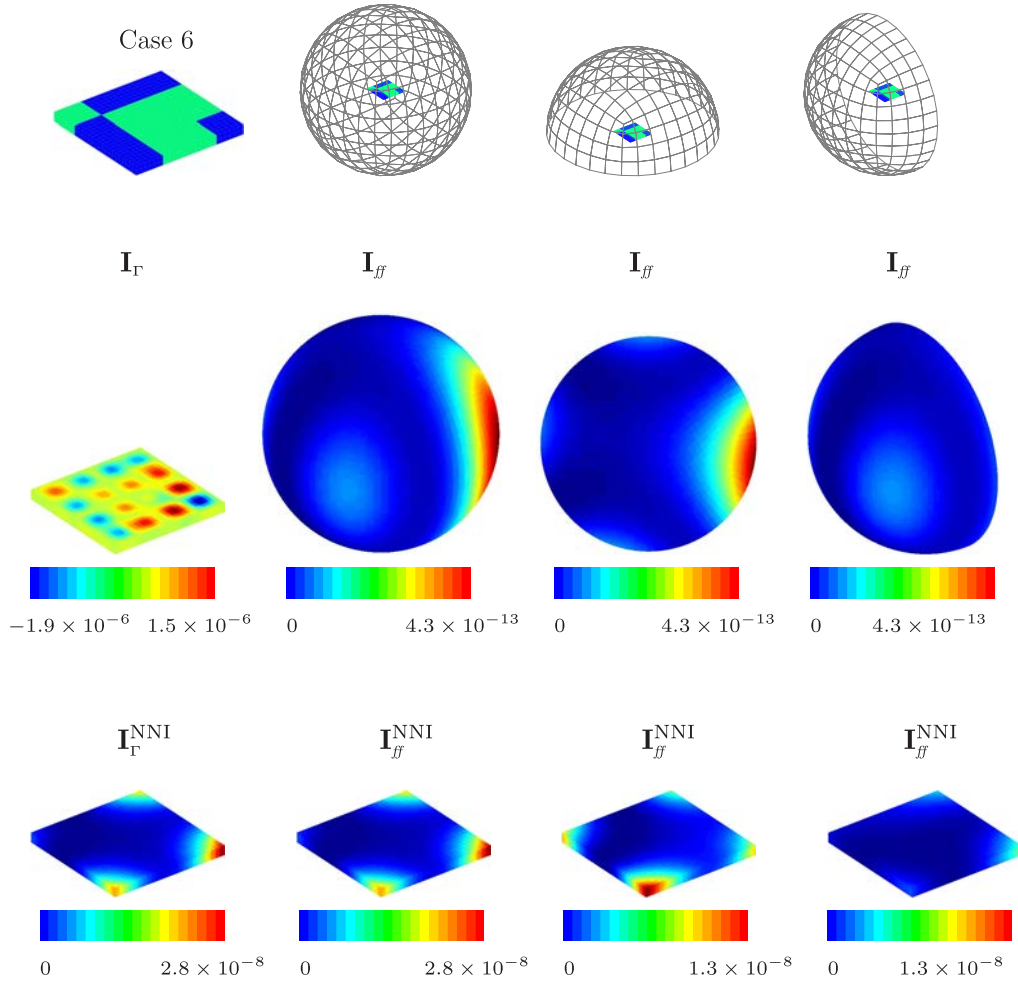 Case 6
I_Γ I_ff I_ff I_ff
−1.9 × 10⁻⁶ 1.5 × 10⁻⁶ 0 4.3 × 10⁻¹³ 0 4.3 × 10⁻¹³ 0 4.3 × 10⁻¹³
I_Γ^NNI I_ff^NNI I_ff^NNI I_ff^NNI
0 2.8 × 10⁻⁸ 0 2.8 × 10⁻⁸ 0 1.3 × 10⁻⁸ 0 1.3 × 10⁻⁸